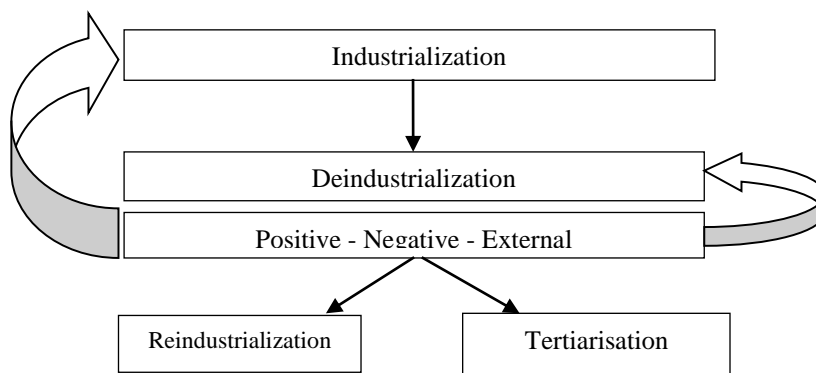 Industrialization
Deindustrialization
Positive - Negative - External
Reindustrialization
Tertiarisation